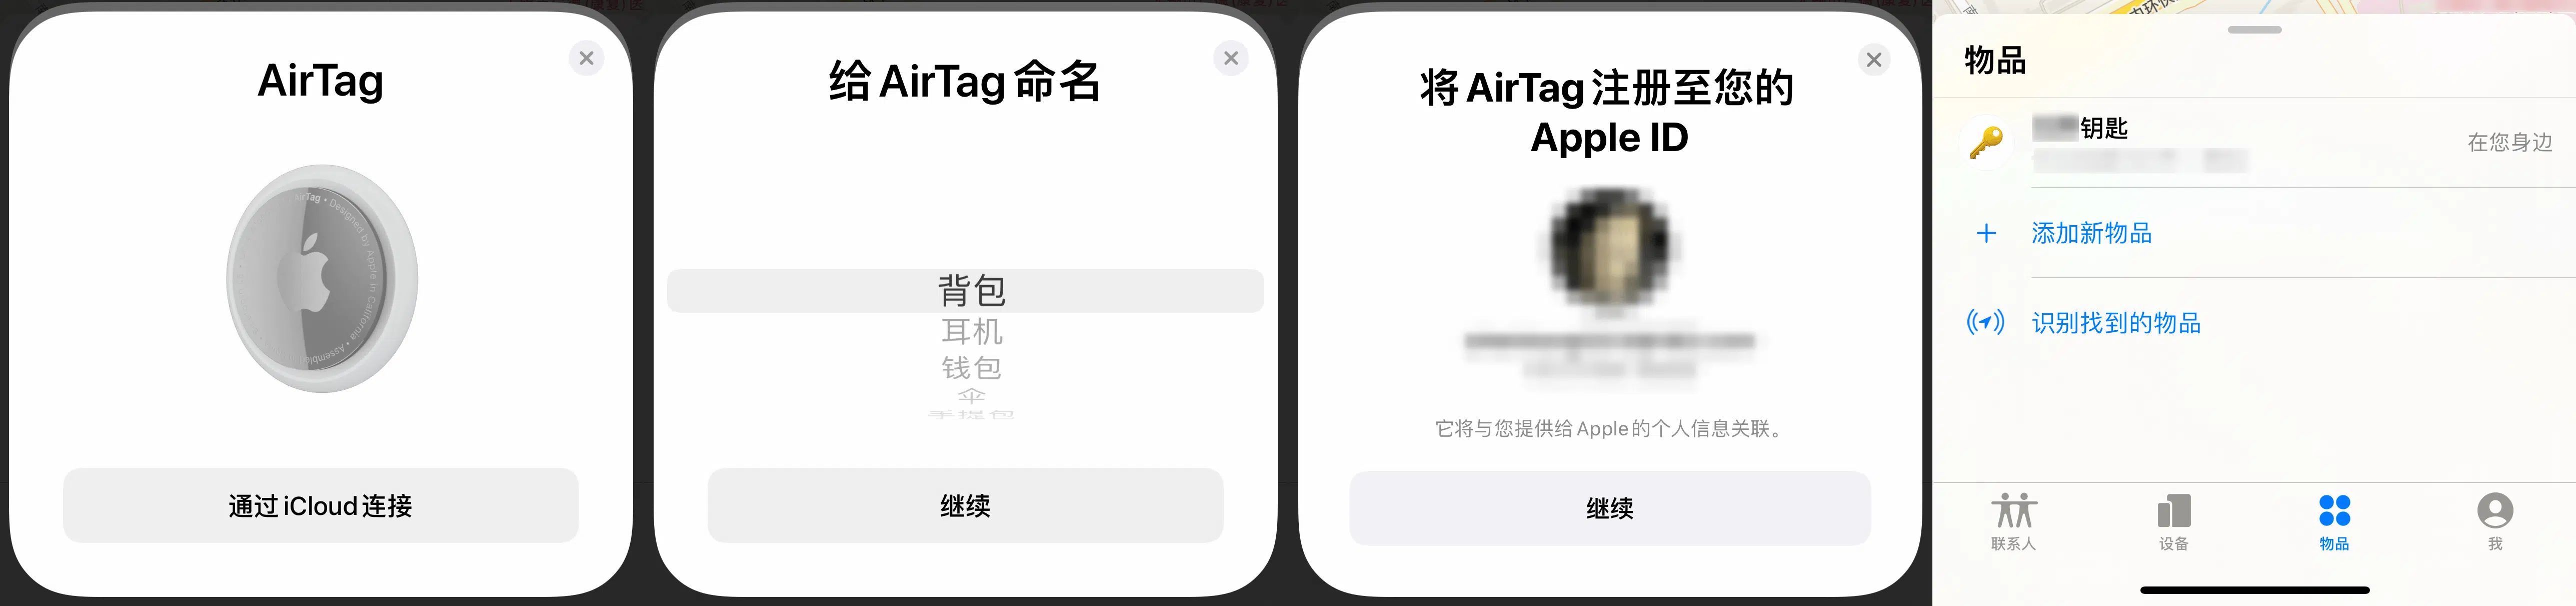 AirTag
AirTag • Designed by Apple in California • Assembled
通过 iCloud 连接
给 AirTag 命名
背包
耳机
钱包
伞
手提包
继续
将 AirTag 注册至您的
Apple ID
它将与您提供给 Apple 的个人信息关联。
继续
内环快
物品
钥匙
在您身边
添加新物品
识别找到的物品
联系人
设备
物品
我